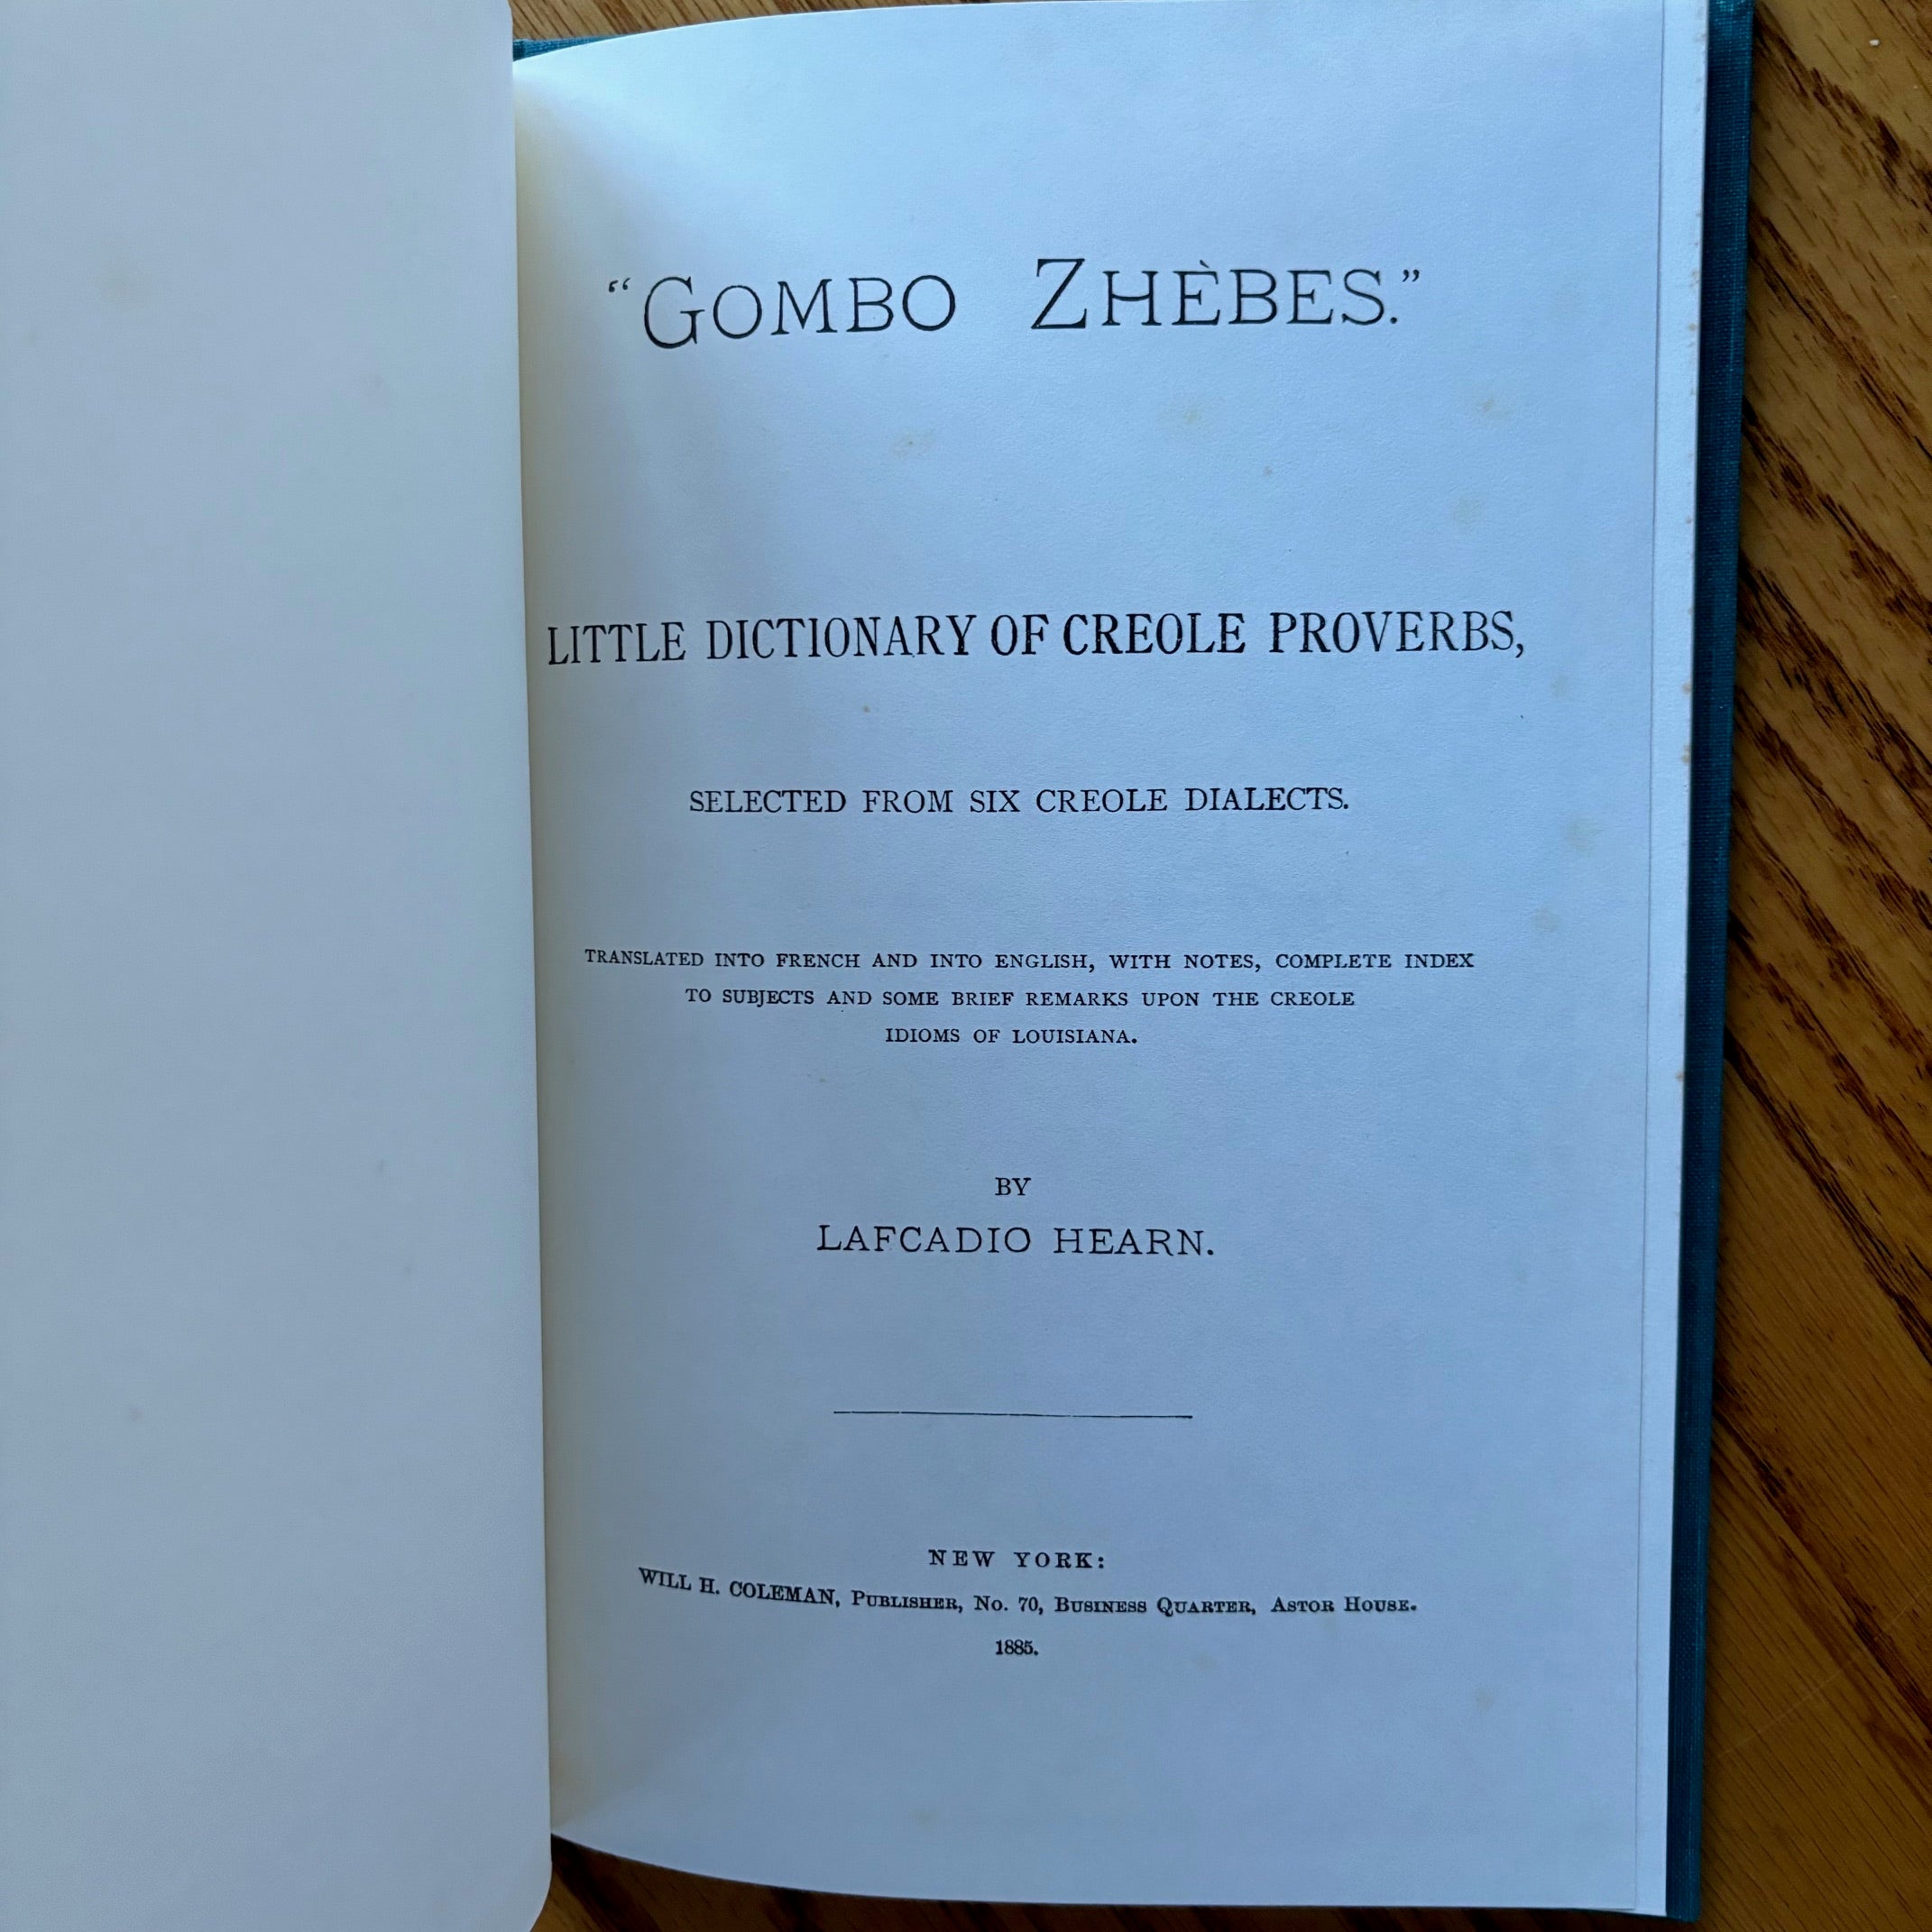 “GOMBO ZHÈBES.”
LITTLE DICTIONARY OF CREOLE PROVERBS,
SELECTED FROM SIX CREOLE DIALECTS.
TRANSLATED INTO FRENCH AND INTO ENGLISH, WITH NOTES, COMPLETE INDEX
TO SUBJECTS AND SOME BRIEF REMARKS UPON THE CREOLE
IDIOMS OF LOUISIANA.
BY
LAFCADIO HEARN.
NEW YORK:
WILL H. COLEMAN, PUBLISHER, No. 70, BUSINESS QUARTER, ASTOR HOUSE.
1885.